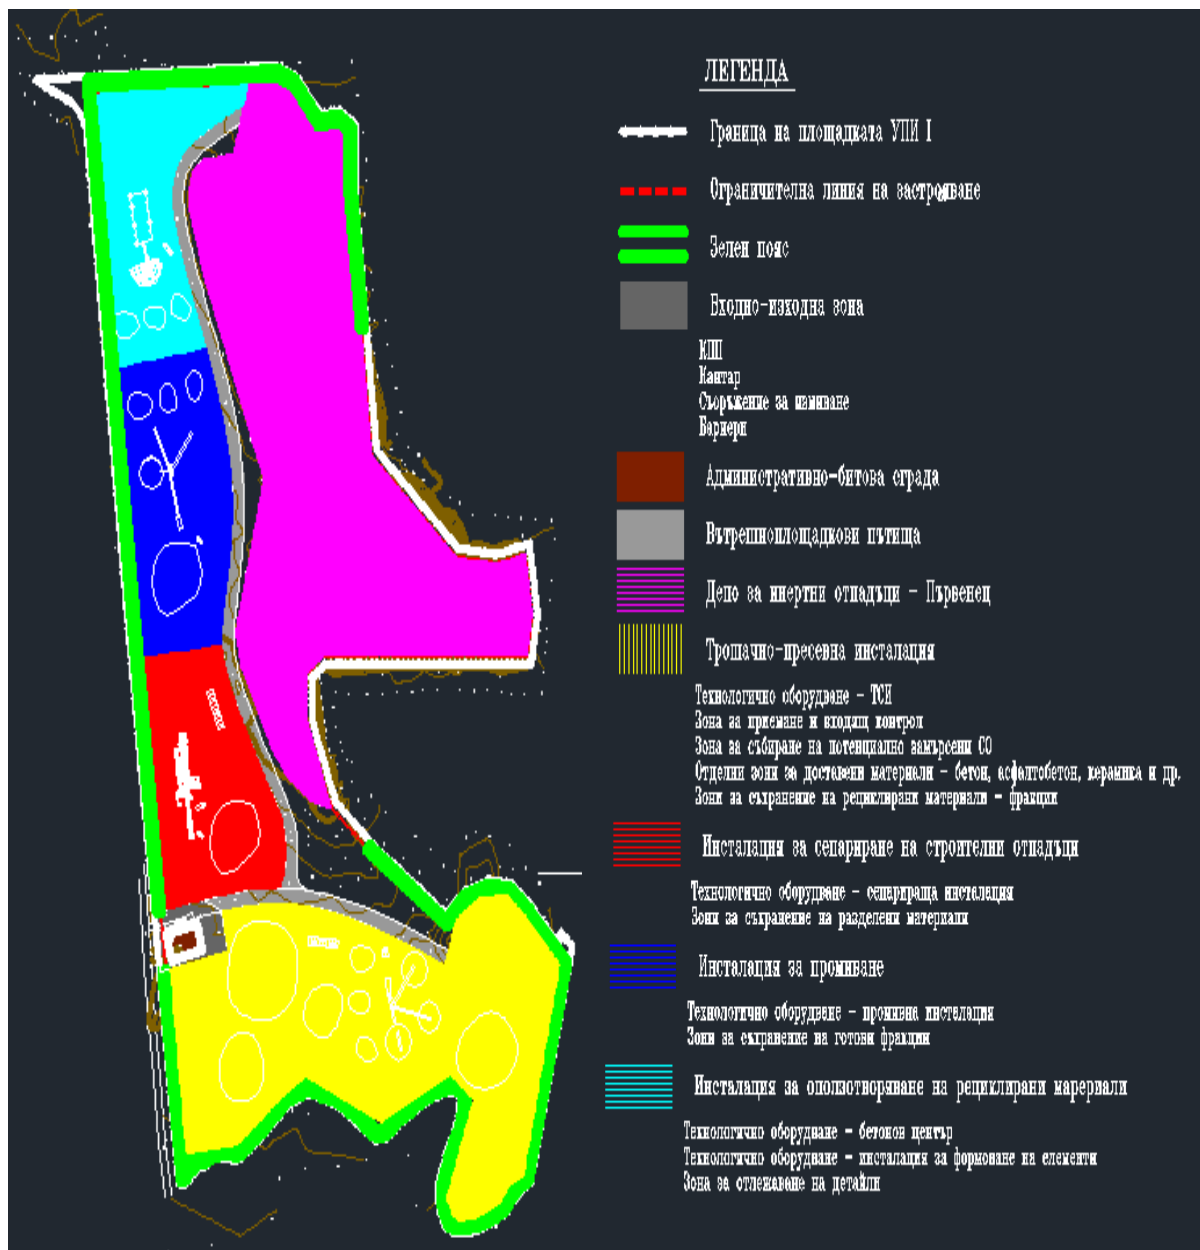 ЛЕГЕНДА
Граница на площадката УПИ I
Ограничителна линия на застрояване
Зелен пояс
Входно-изходна зона
КПП
Кантар
Съоръжение за измиване
Бариери
Административно-битова сграда
Вътрешноплощадкови пътища
Депо за инертни отпадъци - Първенец
Трошачно-пресевна инсталация
Технологично оборудване - ТСИ
Зона за приемане и входящ контрол
Зона за събиране на потенциално замърсени СО
Отделни зони за доставени материали - бетон, асфалтобетон, керамика и др.
Зони за съхранение на рециклирани материали - фракции
Инсталация за сепариране на строителни отпадъци
Технологично оборудване - сепарираща инсталация
Зони за съхранение на разделени материали
Инсталация за промиване
Технологично оборудване - промивна инсталация
Зони за съхранение на готови фракции
Инсталация за оползотворяване на рециклирани марериали
Технологично оборудване - бетонов център
Технологично оборудване - инсталация за формоване на елементи
Зона за отлежаване на детайли